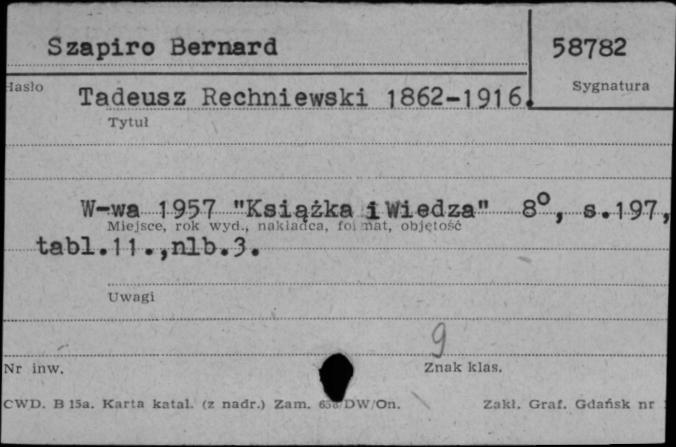 Szapiro Bernard
58782
Hasło
Sygnatura
Tadeusz Rechniewski 1862-1916.
Tytuł
W-wa 1957 "Książka i Wiedza" 8°, s.197,
Miejsce, rok wyd., nakładca, format, objętość
tabl.11.,nlb.3.
Uwagi
9
Nr inw.
Znak klas.
CWD. B 15a. Karta katal. (z nadr.) Zam. DW/On.
Zakł. Graf. Gdańsk nr